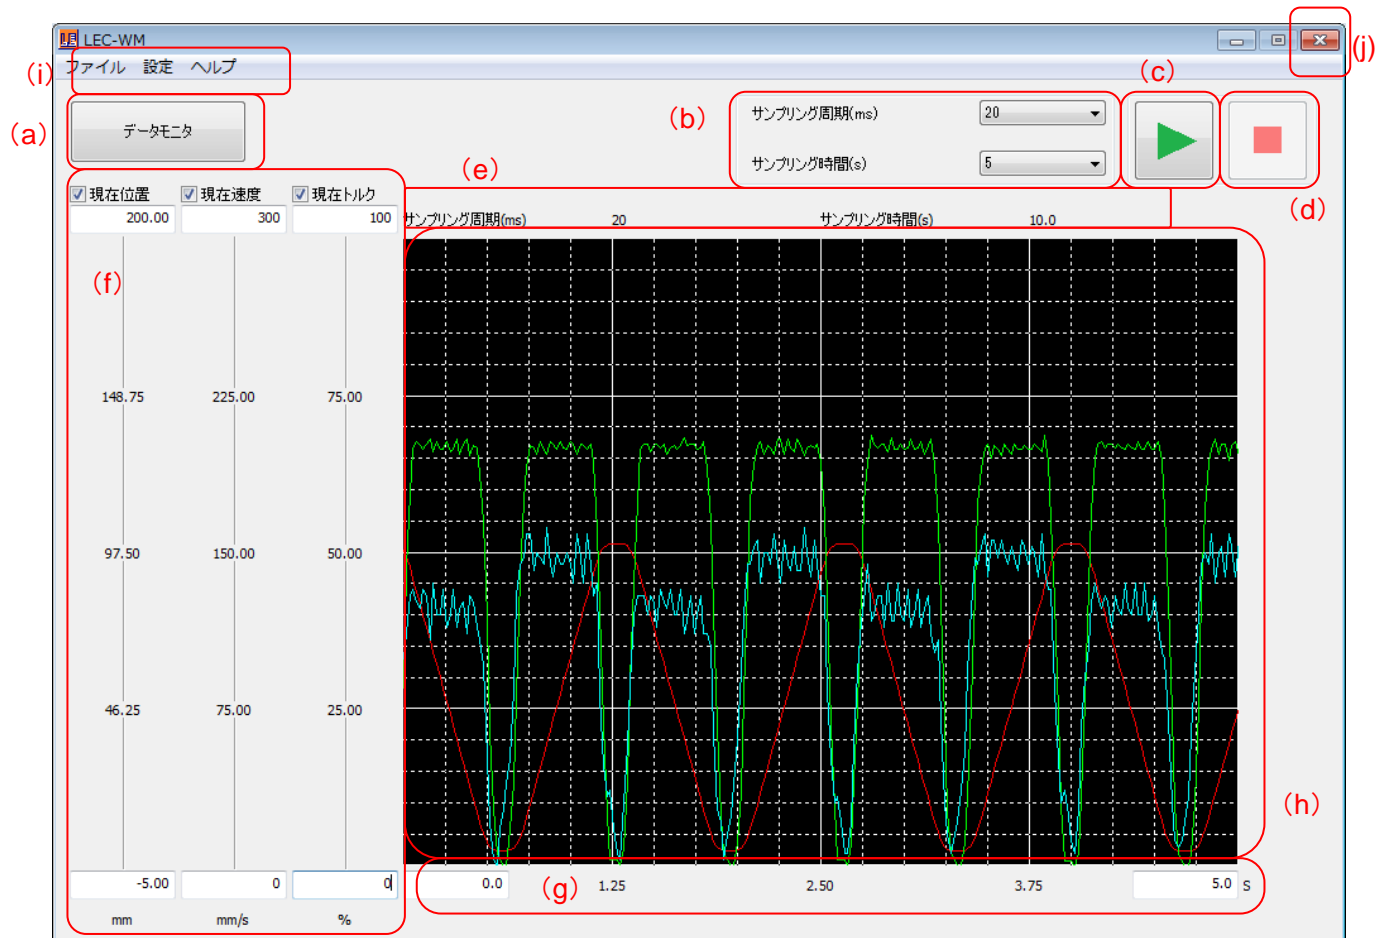 LEC-WM
(j)
(i)
ファイル 設定 ヘルプ
(c)
(a)
データモニタ
(b)
サンプリング周期(ms) 20
サンプリング時間(s) 5
(d)
(e)
現在位置 現在速度 現在トルク
200.00 300 100
サンプリング周期(ms) 20 サンプリング時間(s) 10.0
(f)
148.75 225.00 75.00
97.50 150.00 50.00
46.25 75.00 25.00
(h)
-5.00 0 0
0.0 (g) 1.25 2.50 3.75 5.0 S
mm mm/s %